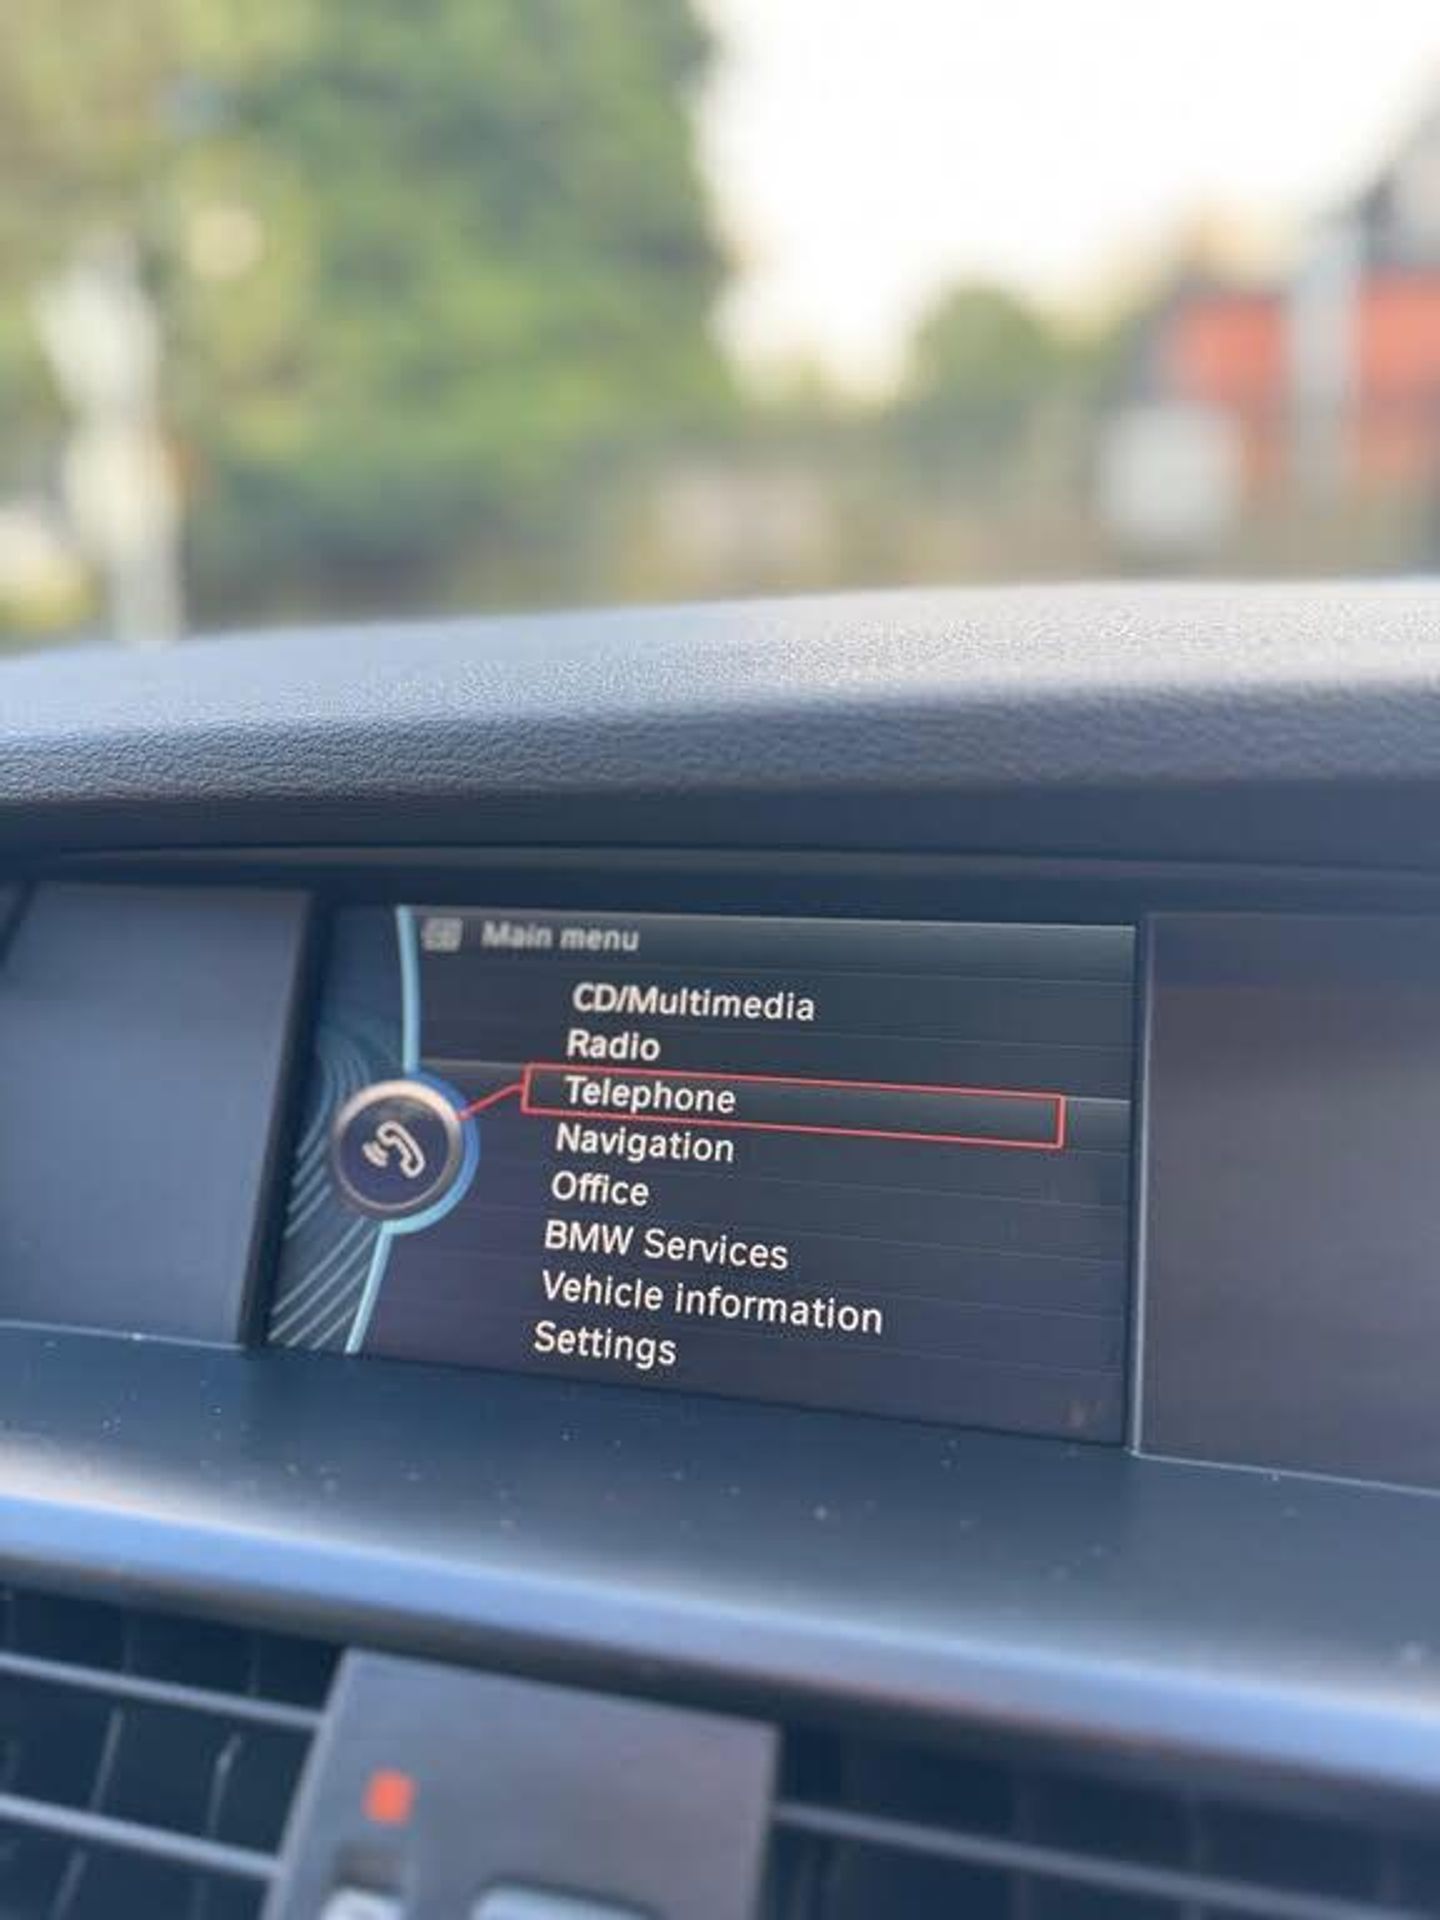 Main menu
CD/Multimedia
Radio
Telephone
Navigation
Office
BMW Services
Vehicle information
Settings